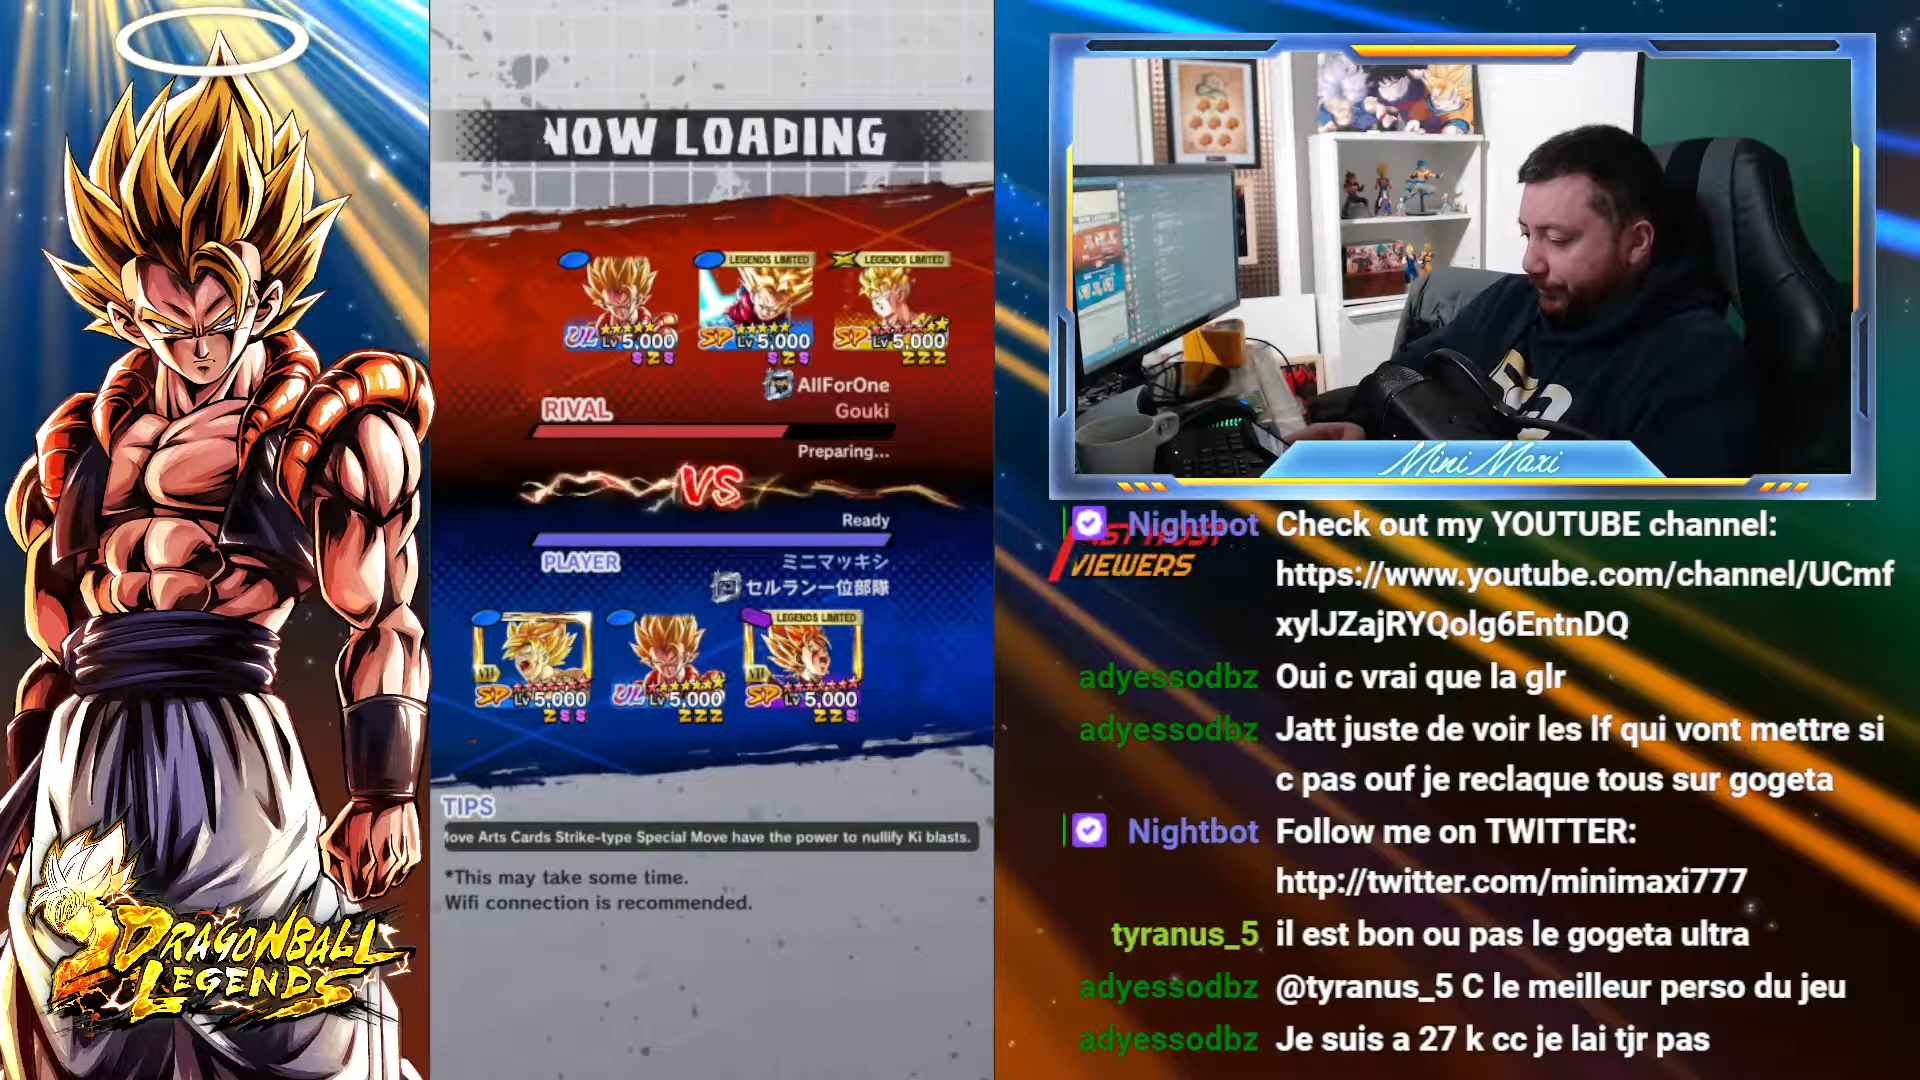 NOW LOADING
LEGENDS LIMITED
LEGENDS LIMITED
UL Lv 5,000
SP Lv 5,000
SP Lv 5,000
S Z S
S Z S
Z Z Z
AllForOne
RIVAL
Gouki
Preparing...
VS
Ready
PLAYER
ミニマッキシ
セルラン一位部隊
LEGENDS LIMITED
SP Lv 5,000
UL Lv 5,000
SP Lv 5,000
Z S S
Z Z Z
Z Z S
TIPS
Move Arts Cards Strike-type Special Move have the power to nullify Ki blasts.
*This may take some time.
Wifi connection is recommended.
DRAGONBALL
LEGENDS
Mini Maxi
VIEWERS
Nightbot Check out my YOUTUBE channel:
https://www.youtube.com/channel/UCmf
xylJZajRYQolg6EntnDQ
adyessodbz Oui c vrai que la glr
adyessodbz Jatt juste de voir les lf qui vont mettre si
c pas ouf je reclaque tous sur gogeta
Nightbot Follow me on TWITTER:
http://twitter.com/minimaxi777
tyranus_5 il est bon ou pas le gogeta ultra
adyessodbz @tyranus_5 C le meilleur perso du jeu
adyessodbz Je suis a 27 k cc je lai tjr pas